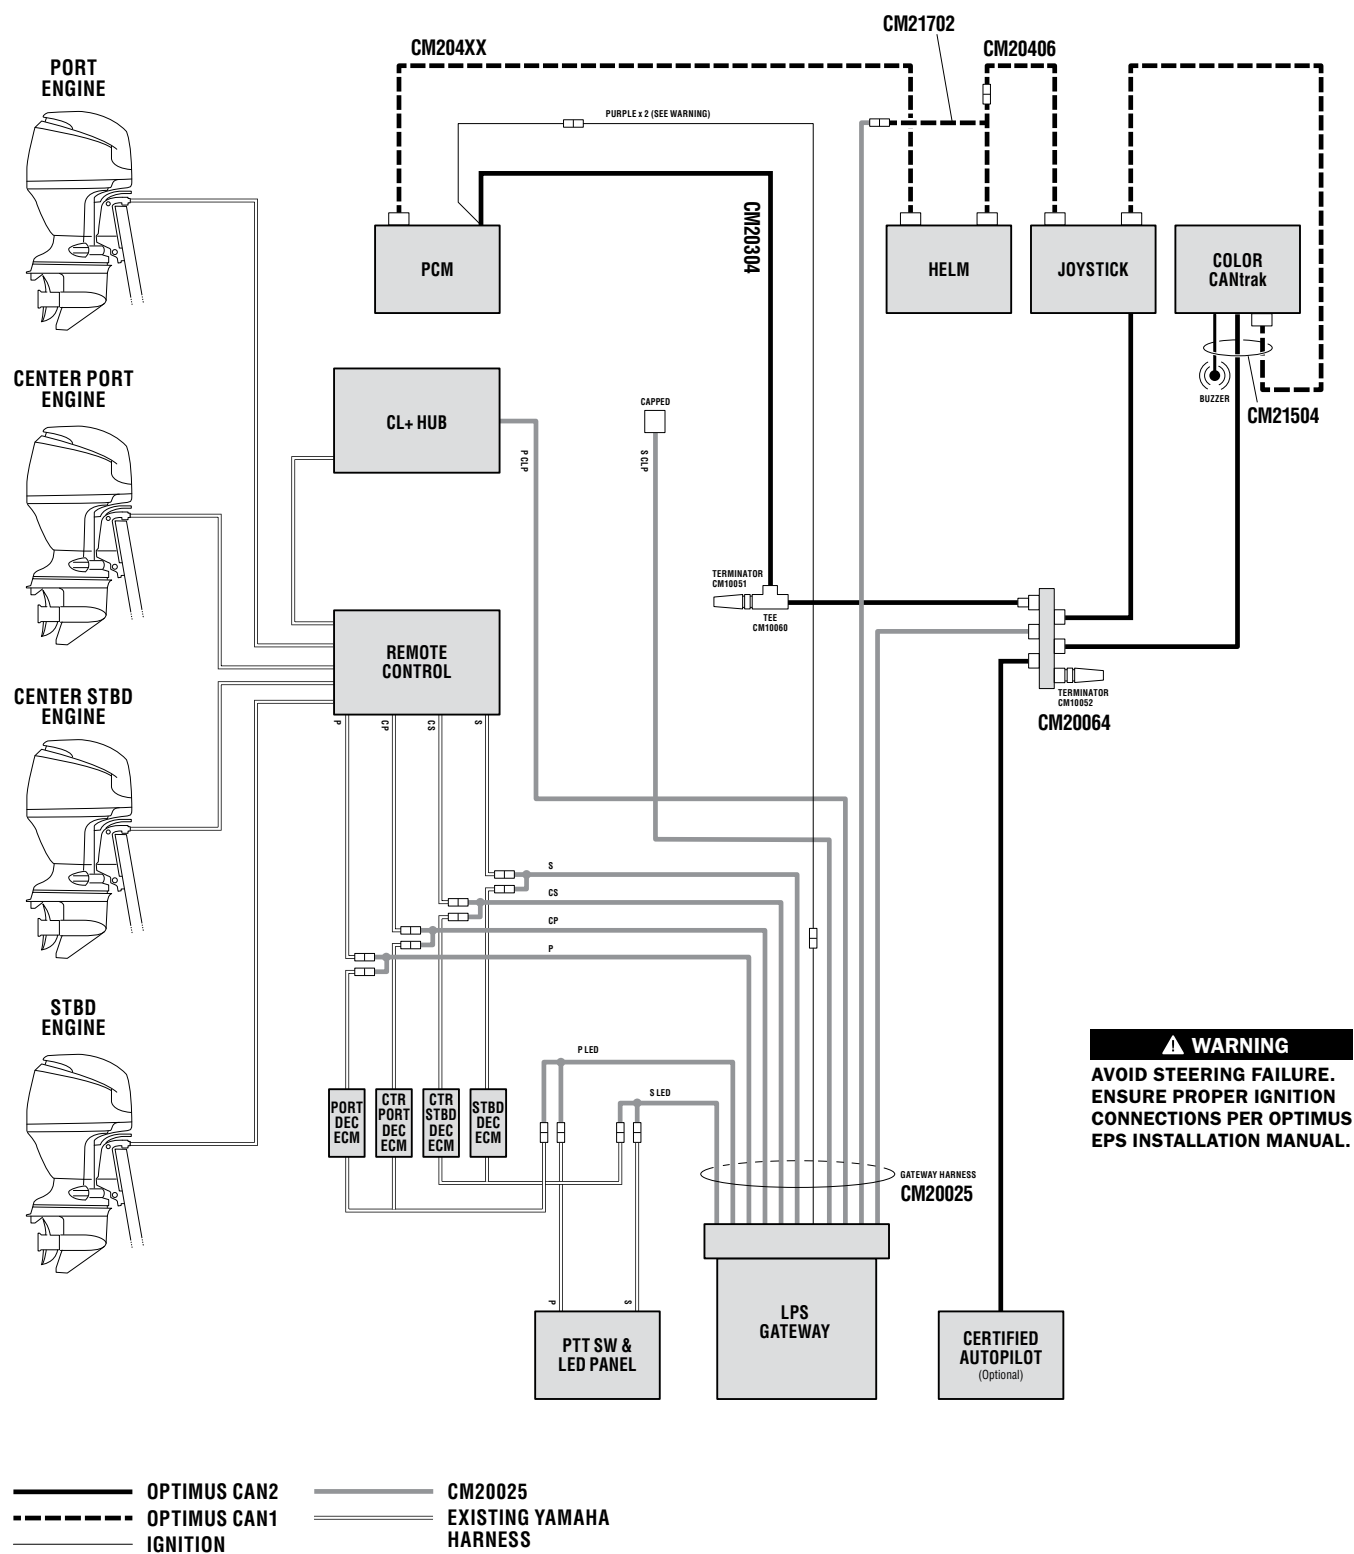 CM21702
CM204XX
CM20406
PORT
ENGINE
PURPLE x 2 (SEE WARNING)
CM20304
PCM
HELM
JOYSTICK
COLOR
CANtrak
BUZZER
CM21504
CENTER PORT
ENGINE
CL+ HUB
CAPPED
P CLP
S CLP
TERMINATOR
CM10051
TEE
CM10060
REMOTE
CONTROL
TERMINATOR
CM10052
CM20064
CENTER STBD
ENGINE
P
CP
CS
S
S
CS
CP
P
STBD
ENGINE
P LED
S LED
PORT
DEC
ECM
CTR
PORT
DEC
ECM
CTR
STBD
DEC
ECM
STBD
DEC
ECM
WARNING
AVOID STEERING FAILURE.
ENSURE PROPER IGNITION
CONNECTIONS PER OPTIMUS
EPS INSTALLATION MANUAL.
GATEWAY HARNESS
CM20025
P
S
PTT SW &
LED PANEL
LPS
GATEWAY
CERTIFIED
AUTOPILOT
(Optional)
OPTIMUS CAN2
OPTIMUS CAN1
IGNITION
CM20025
EXISTING YAMAHA
HARNESS